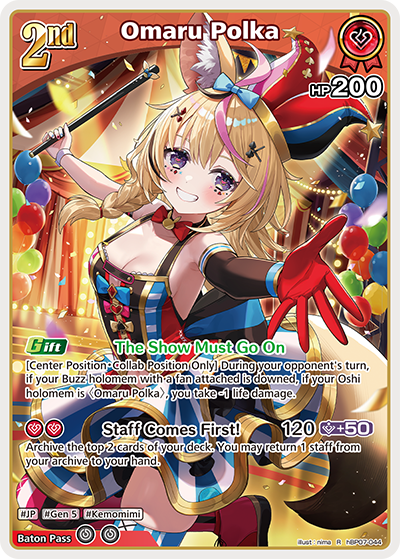 2nd
Omaru Polka
HP200
Gift The Show Must Go On
[Center Position･Collab Position Only] During your opponent's turn,
if your Buzz holomem with a fan attached is downed, if your Oshi
holomem is 〈Omaru Polka〉, you take -1 life damage.
Staff Comes First! 120 +50
Archive the top 2 cards of your deck. You may return 1 staff from
your archive to your hand.
#JP #Gen 5 #Kemomimi
Baton Pass
illust : nima R hBP07-044